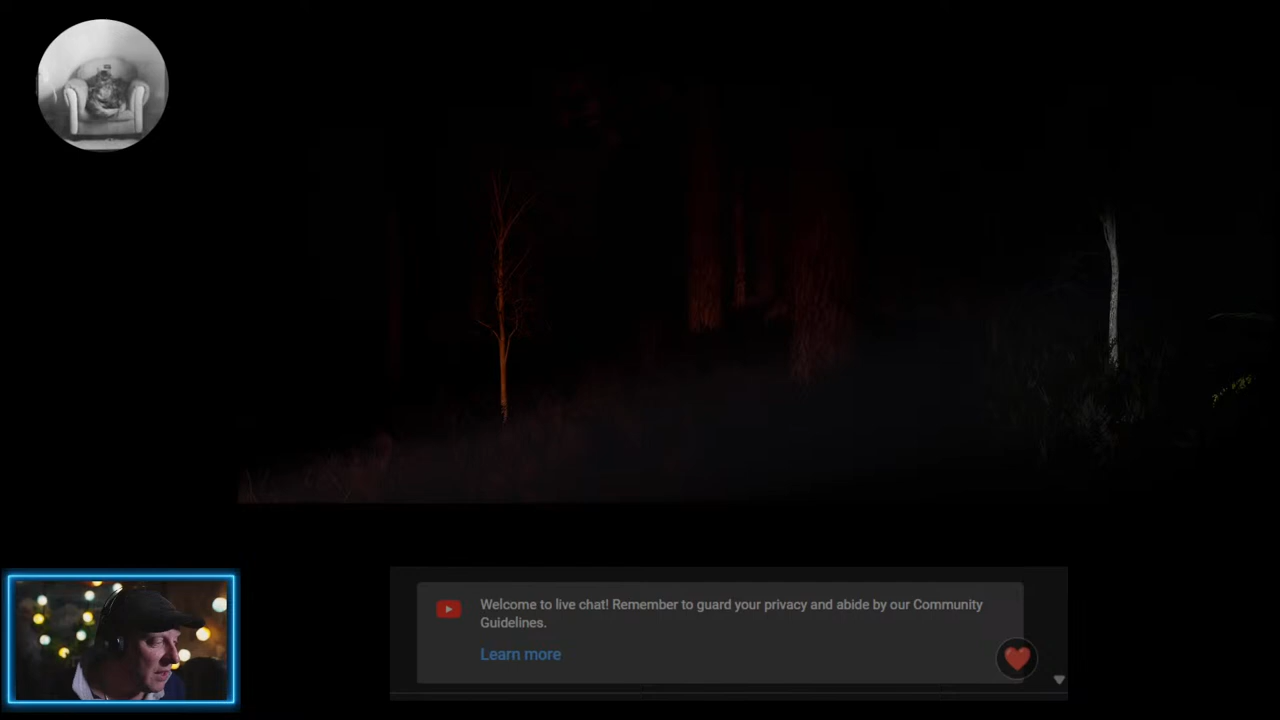 Welcome to live chat! Remember to guard your privacy and abide by our Community
Guidelines.
Learn more